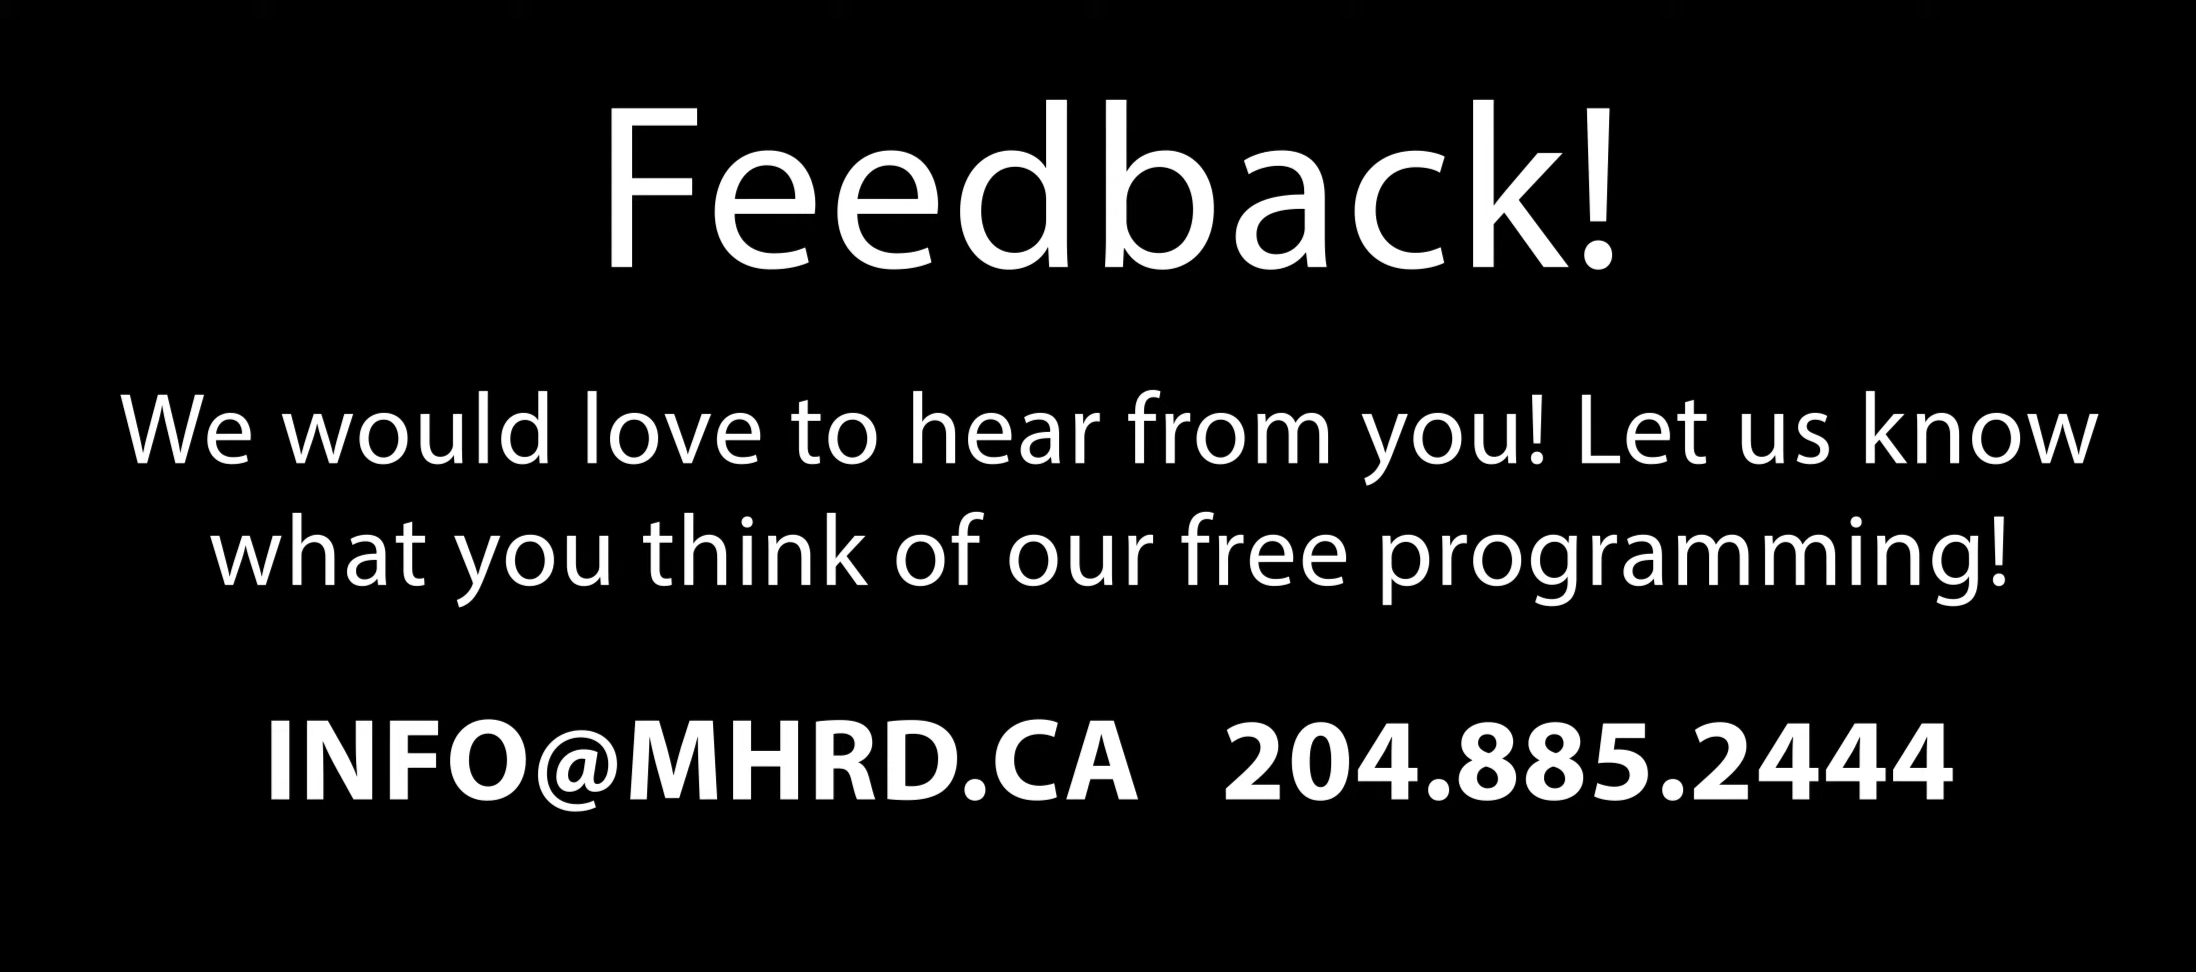 Feedback!
We would love to hear from you! Let us know
what you think of our free programming!
INFO@MHRD.CA 204.885.2444